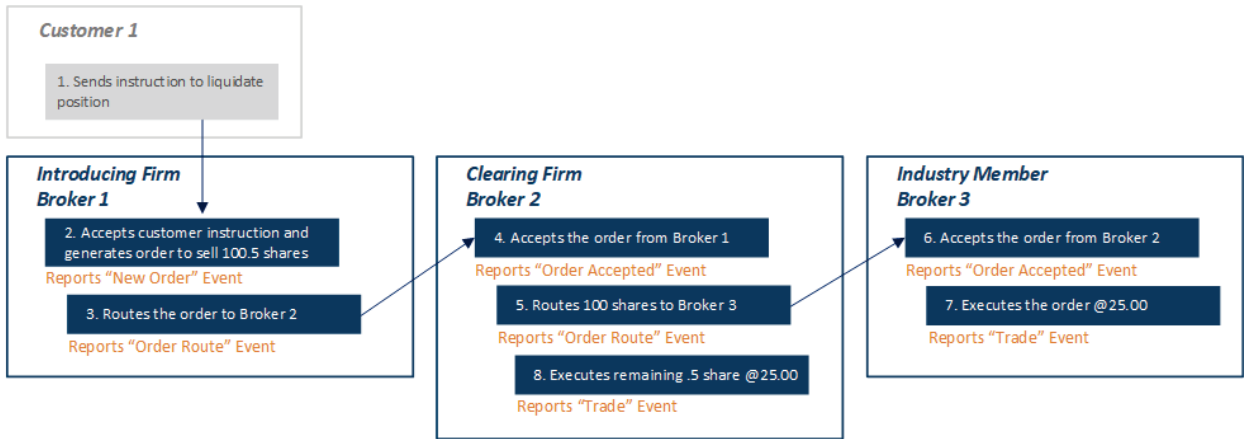 Customer 1
1. Sends instruction to liquidate
position
Introducing Firm
Broker 1
2. Accepts customer instruction and
generates order to sell 100.5 shares
Reports “New Order” Event
3. Routes the order to Broker 2
Reports “Order Route” Event
Clearing Firm
Broker 2
4. Accepts the order from Broker 1
Reports “Order Accepted” Event
5. Routes 100 shares to Broker 3
Reports “Order Route” Event
8. Executes remaining .5 share @25.00
Reports “Trade” Event
Industry Member
Broker 3
6. Accepts the order from Broker 2
Reports “Order Accepted” Event
7. Executes the order @25.00
Reports “Trade” Event